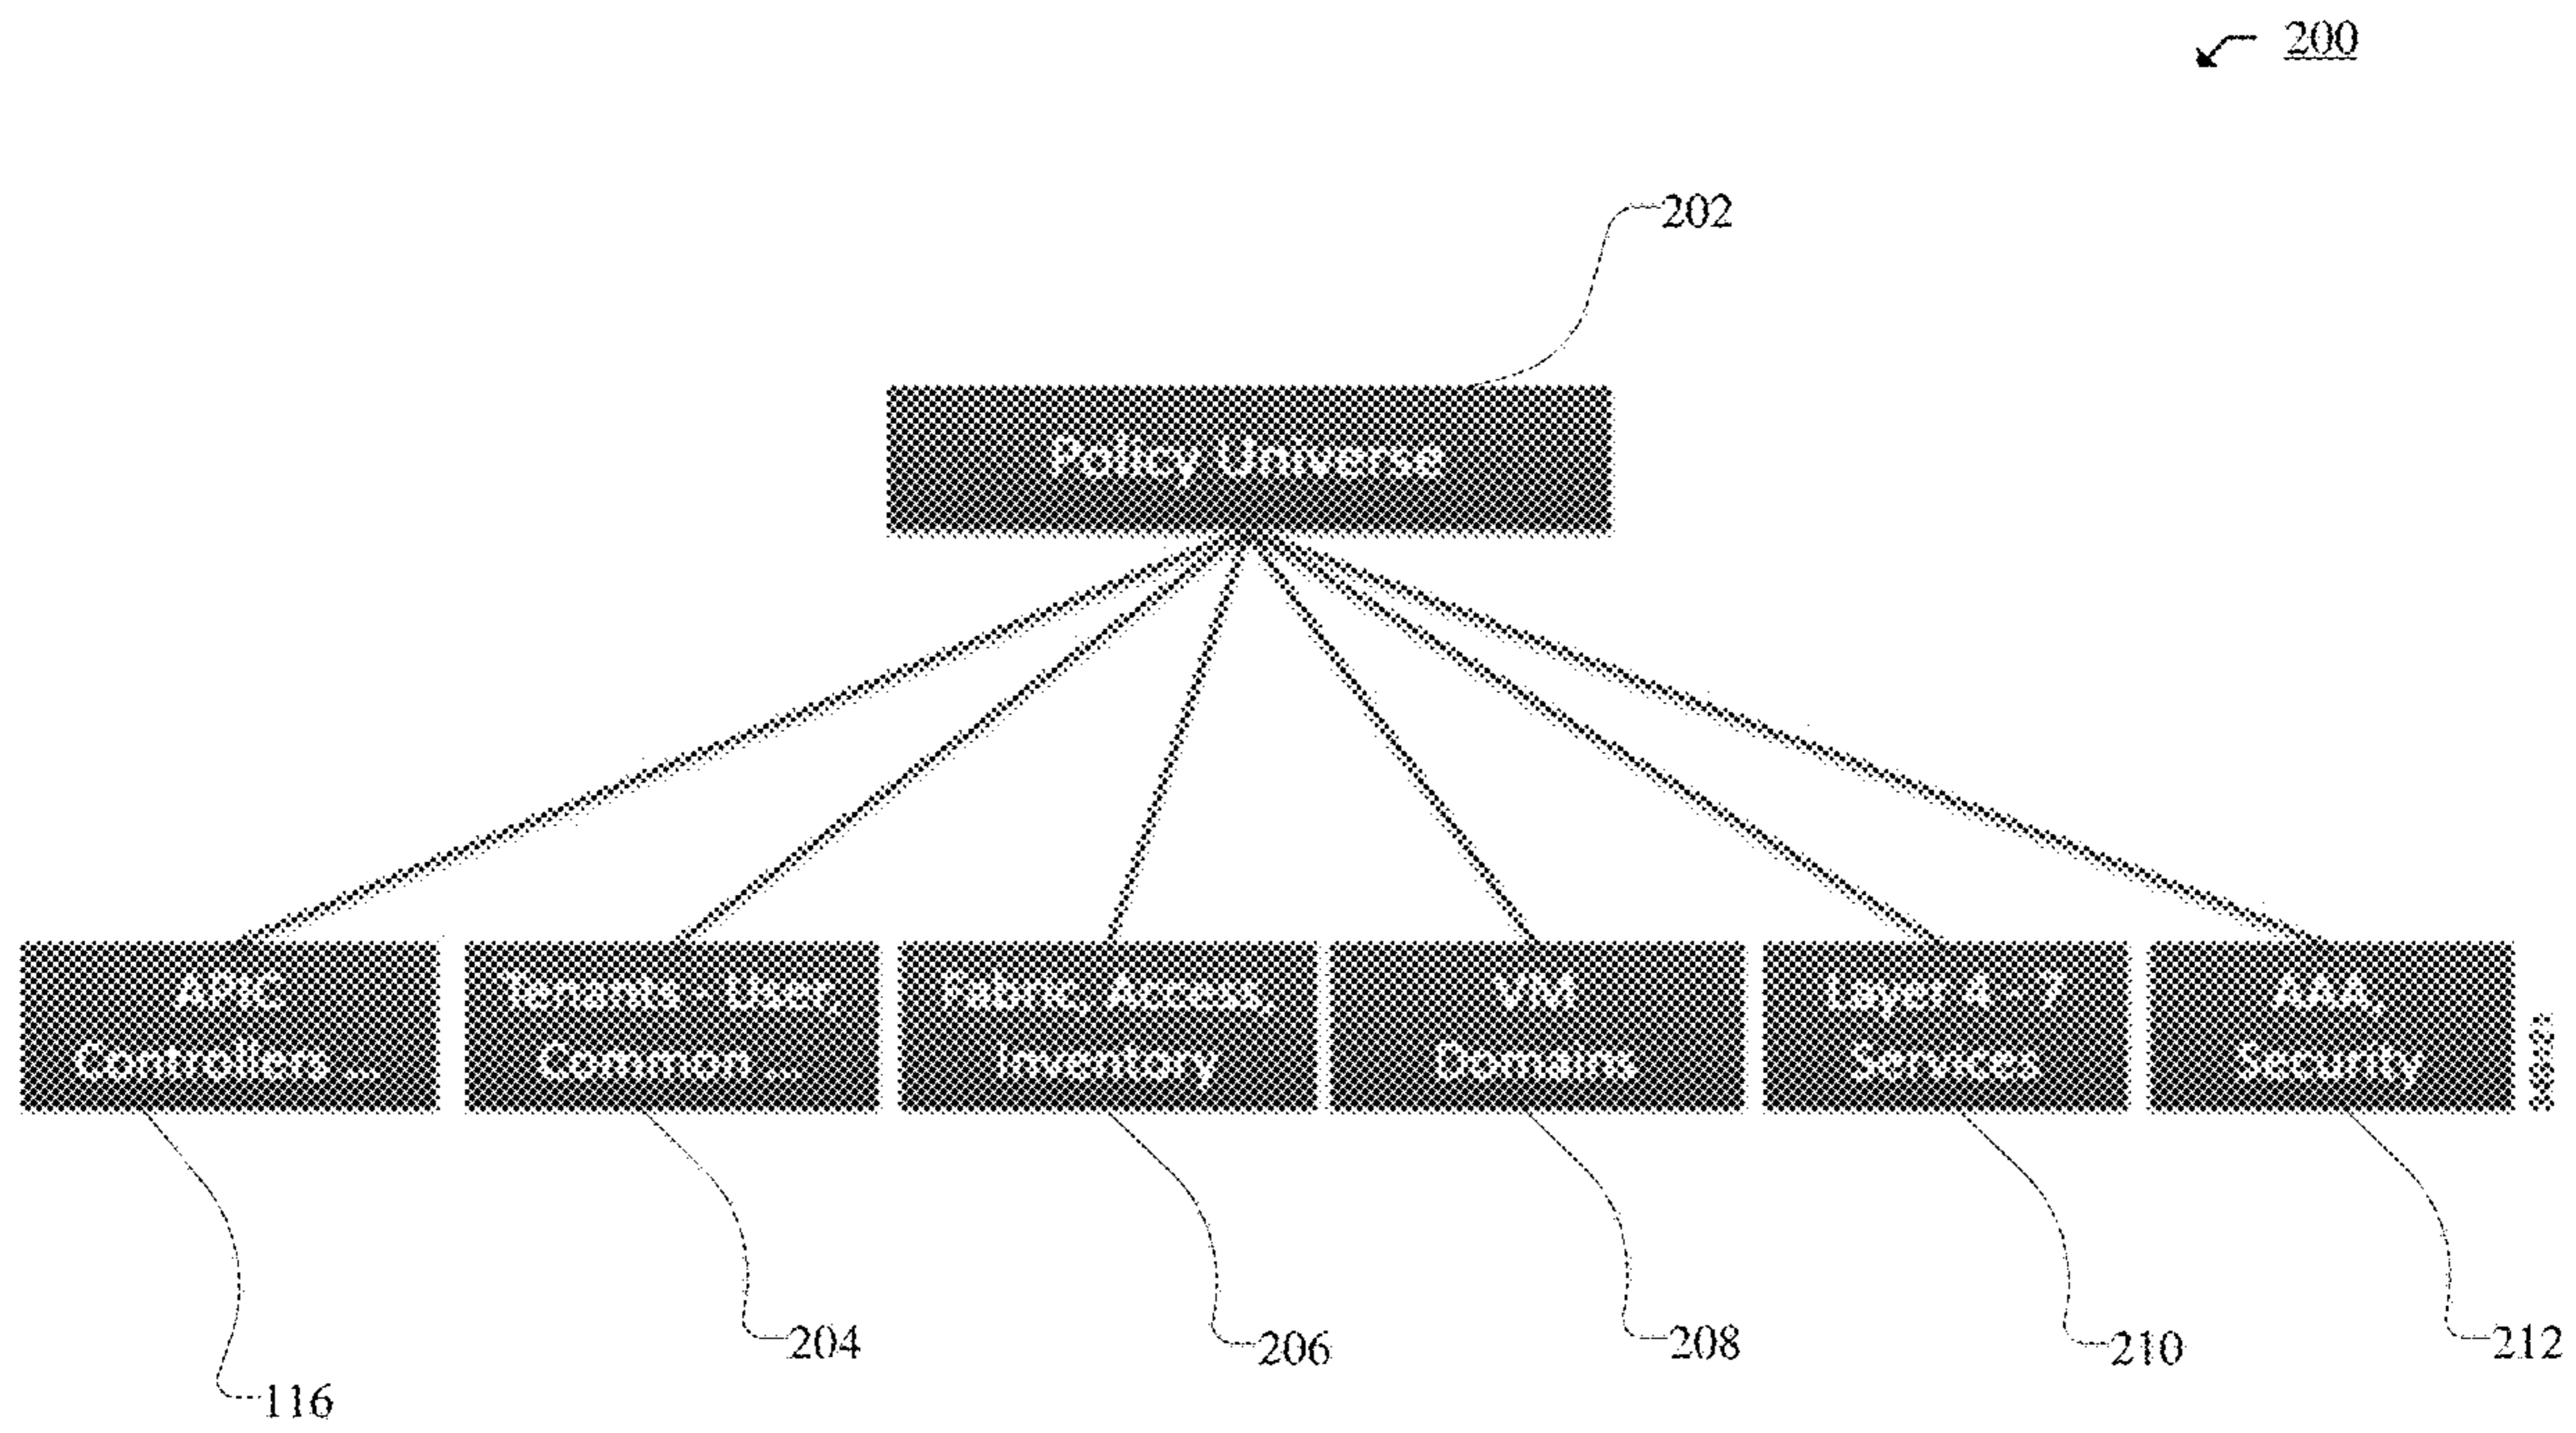 200
202
Policy Universe
APIC
Controllers ...
Tenants - User,
Common ...
Fabric, Access,
Inventory
VM
Domains
Layer 4 - 7
Services
AAA,
Security
116
204
206
208
210
212